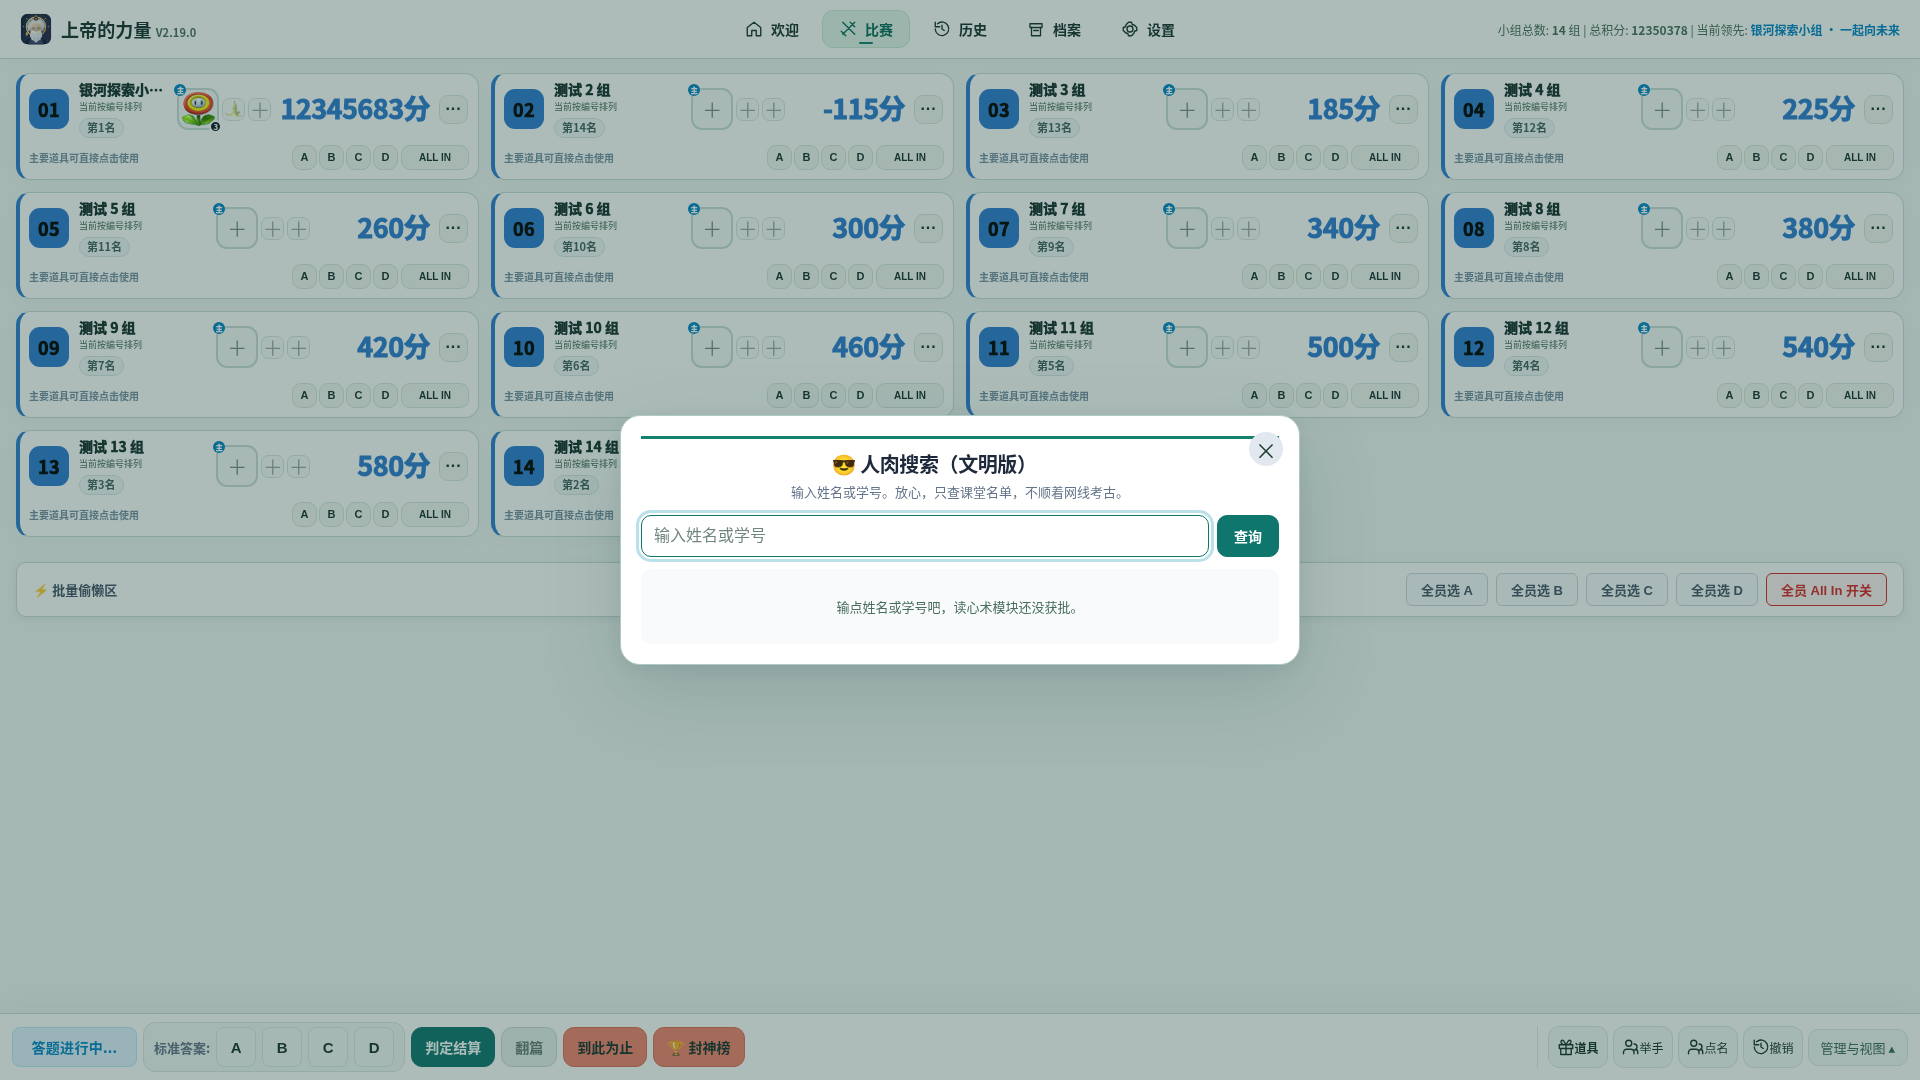 上帝的力量 V2.19.0
欢迎
比赛
历史
档案
设置
小组总数: 14 组 | 总积分: 12350378 | 当前领先: 银河探索小组 · 一起向未来
01
银河探索小…
当前按编号排列
第1名
主
3
12345683分
…
主要道具可直接点击使用
A B C D ALL IN
02
测试 2 组
当前按编号排列
第14名
主
-115分
…
主要道具可直接点击使用
A B C D ALL IN
03
测试 3 组
当前按编号排列
第13名
主
185分
…
主要道具可直接点击使用
A B C D ALL IN
04
测试 4 组
当前按编号排列
第12名
主
225分
…
主要道具可直接点击使用
A B C D ALL IN
05
测试 5 组
当前按编号排列
第11名
主
260分
…
主要道具可直接点击使用
A B C D ALL IN
06
测试 6 组
当前按编号排列
第10名
主
300分
…
主要道具可直接点击使用
A B C D ALL IN
07
测试 7 组
当前按编号排列
第9名
主
340分
…
主要道具可直接点击使用
A B C D ALL IN
08
测试 8 组
当前按编号排列
第8名
主
380分
…
主要道具可直接点击使用
A B C D ALL IN
09
测试 9 组
当前按编号排列
第7名
主
420分
…
主要道具可直接点击使用
A B C D ALL IN
10
测试 10 组
当前按编号排列
第6名
主
460分
…
主要道具可直接点击使用
A B C D ALL IN
11
测试 11 组
当前按编号排列
第5名
主
500分
…
主要道具可直接点击使用
A B C D ALL IN
12
测试 12 组
当前按编号排列
第4名
主
540分
…
主要道具可直接点击使用
A B C D ALL IN
13
测试 13 组
当前按编号排列
第3名
主
580分
…
主要道具可直接点击使用
A B C D ALL IN
14
测试 14 组
当前按编号排列
第2名
主要道具可直接点击使用
😎 人肉搜索（文明版）
输入姓名或学号。放心，只查课堂名单，不顺着网线考古。
输入姓名或学号
查询
输点姓名或学号吧，读心术模块还没获批。
⚡ 批量偷懒区
全员选 A
全员选 B
全员选 C
全员选 D
全员 All In 开关
答题进行中...
标准答案: A B C D
判定结算
翻篇
到此为止
🏆 封神榜
道具
举手
点名
撤销
管理与视图 ▴